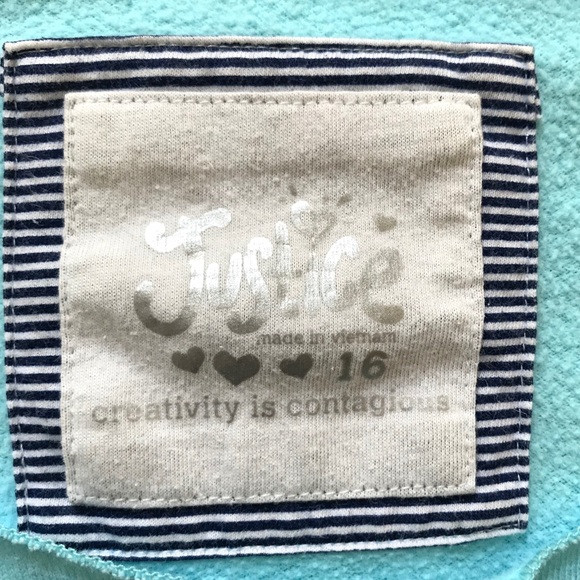 Justice
made in vietnam
16
creativity is contagious